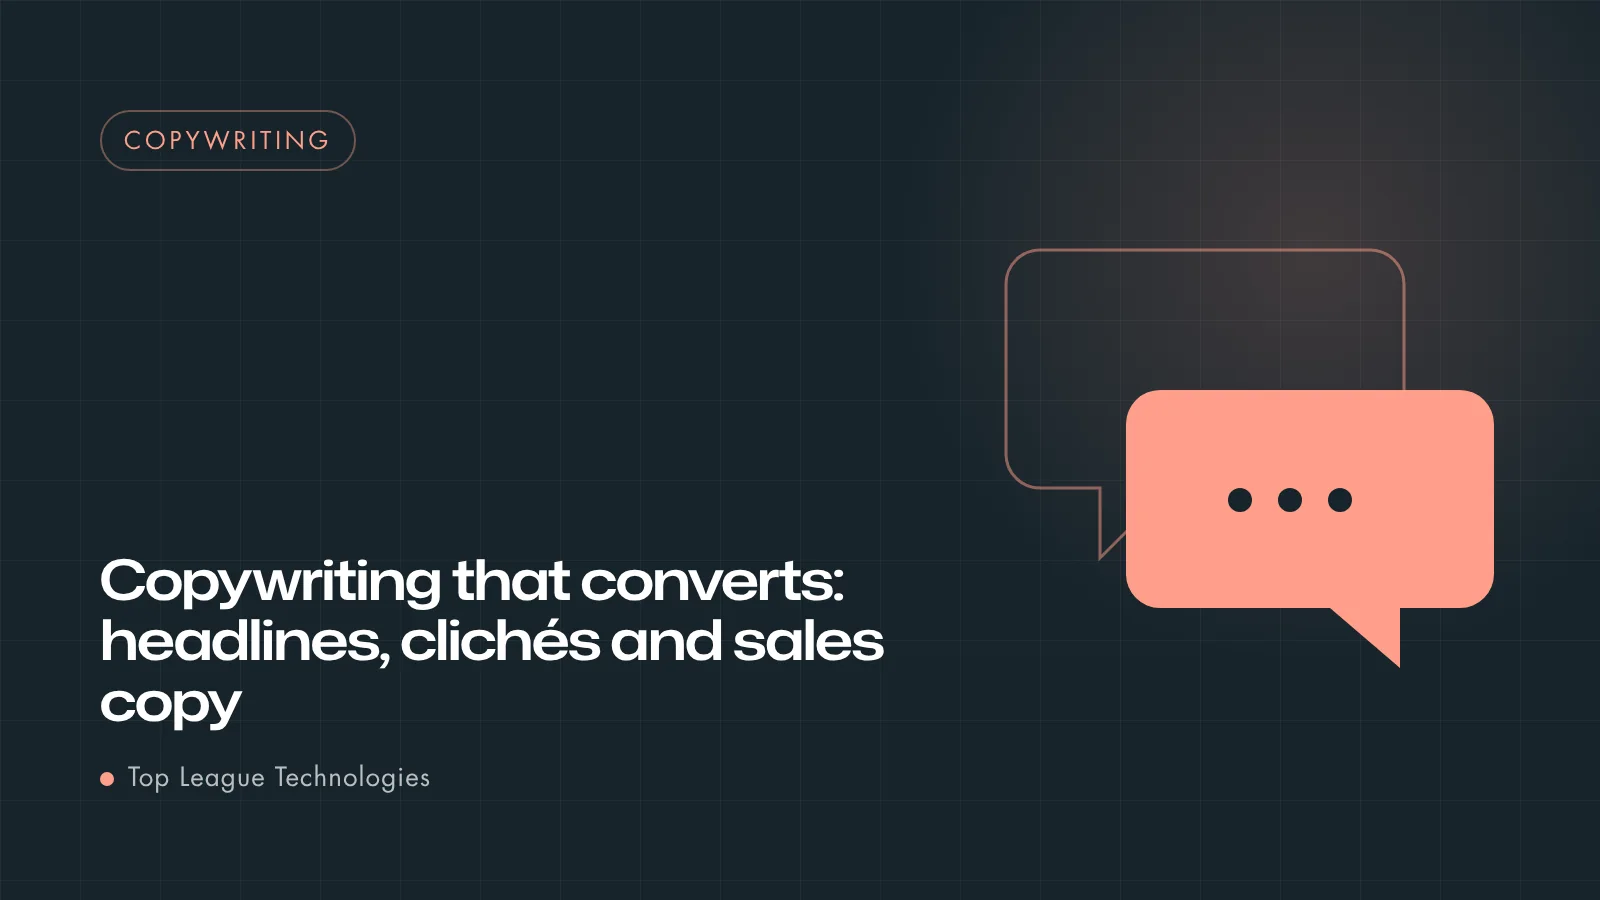 COPYWRITING
Copywriting that converts:
headlines, clichés and sales
copy
Top League Technologies